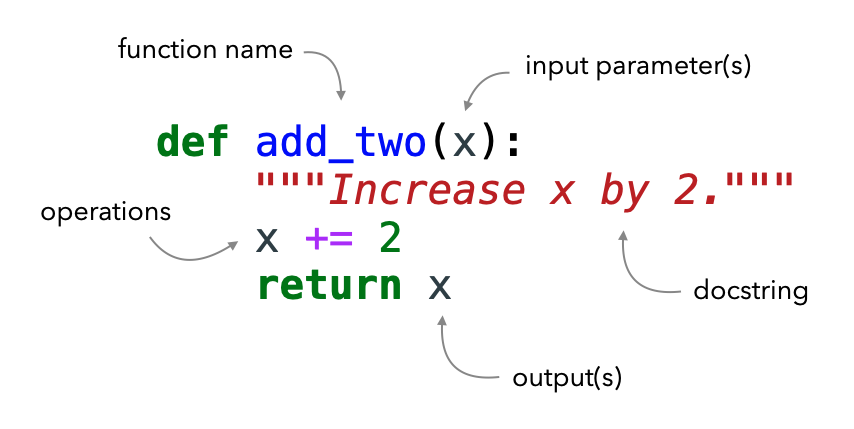 function name
input parameter(s)
def add_two(x):
"""Increase x by 2."""
operations
x += 2
return x
docstring
output(s)